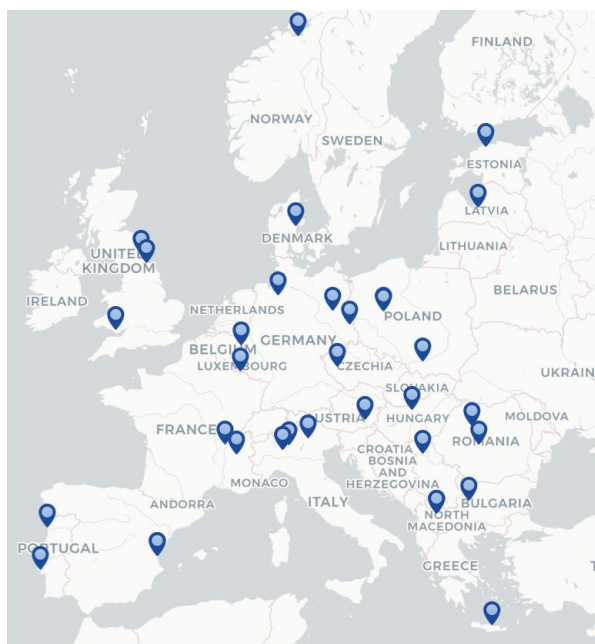 FINLAND
NORWAY
SWEDEN
ESTONIA
LATVIA
DENMARK
LITHUANIA
UNITED
KINGDOM
IRELAND
BELARUS
NETHERLANDS
POLAND
GERMANY
BELGIUM
LUXEMBOURG
CZECHIA
UKRAIN
SLOVAKIA
AUSTRIA
HUNGARY
MOLDOVA
FRANCE
ROMANIA
CROATIA
BOSNIA
AND
HERZEGOVINA
MONACO
ITALY
ANDORRA
BULGARIA
NORTH
MACEDONIA
PORTUGAL
GREECE
T